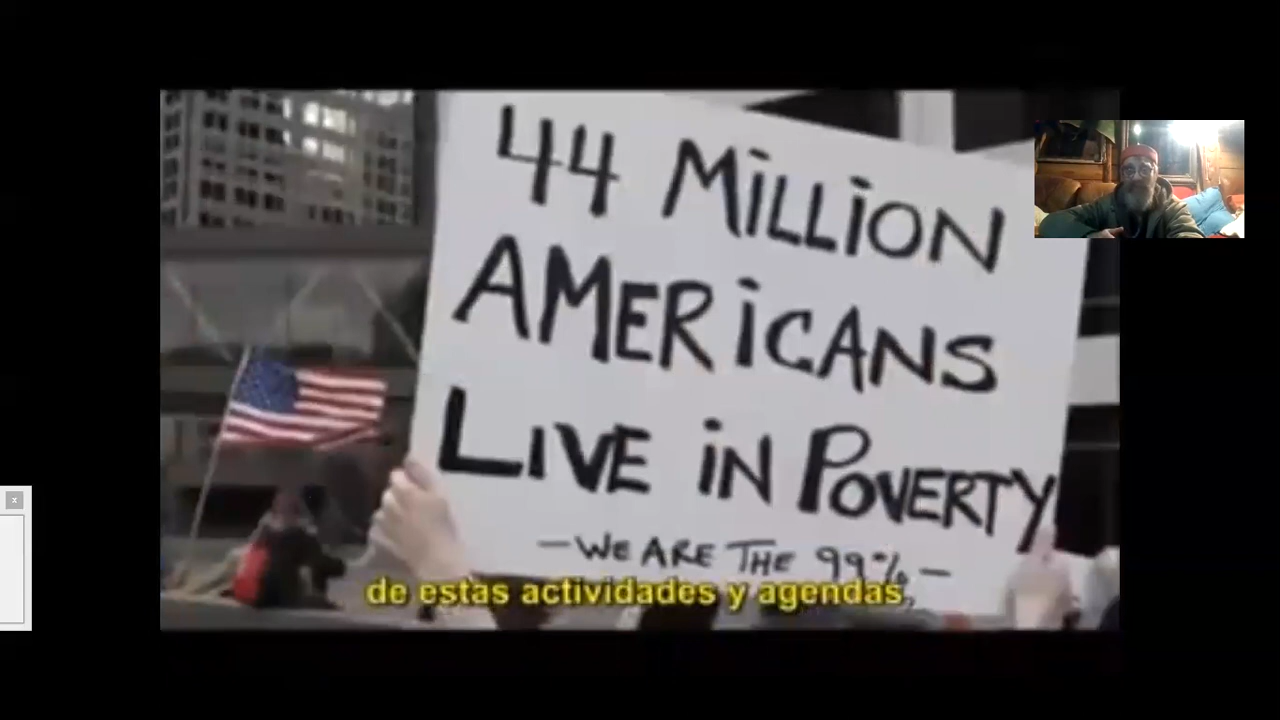 44 MiLLiON
AMERiCANS
LiVE iN POVERTY
—WE ARE THE 99%—
de estas actividades y agendas,
x